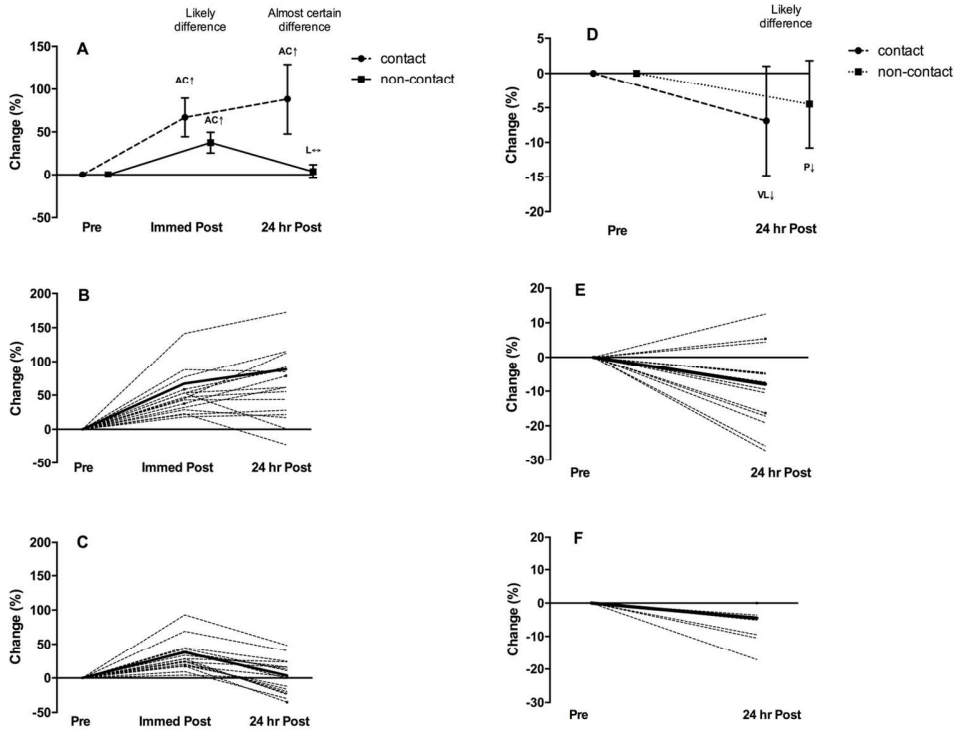 Likely
difference
Almost certain
difference
A
150
100
50
0
-50
Change (%)
AC↑
AC↑
AC↑
L↔
contact
non-contact
Pre
Immed Post
24 hr Post
Likely
difference
D
5
0
-5
-10
-15
-20
Change (%)
VL↓
P↓
contact
non-contact
Pre
24 hr Post
B
200
150
100
50
0
-50
Change (%)
Pre
Immed Post
24 hr Post
E
20
10
0
-10
-20
-30
Change (%)
Pre
24 hr Post
C
200
150
100
50
0
-50
Change (%)
Pre
Immed Post
24 hr Post
F
20
10
0
-10
-20
-30
Change (%)
Pre
24 hr Post